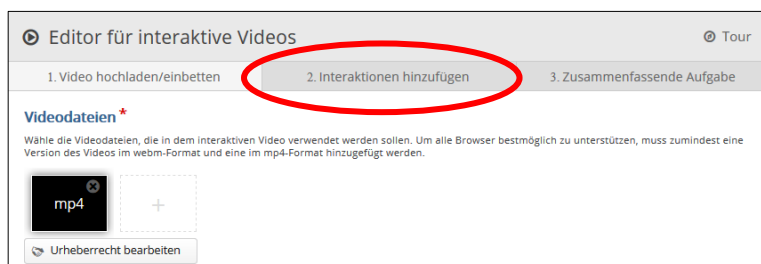 Editor für interaktive Videos
Tour
1. Video hochladen/einbetten
2. Interaktionen hinzufügen
3. Zusammenfassende Aufgabe
Videodateien *
Wähle die Videodateien, die in dem interaktiven Video verwendet werden sollen. Um alle Browser bestmöglich zu unterstützen, muss zumindest eine
Version des Videos im webm-Format und eine im mp4-Format hinzugefügt werden.
mp4
+
Urheberrecht bearbeiten